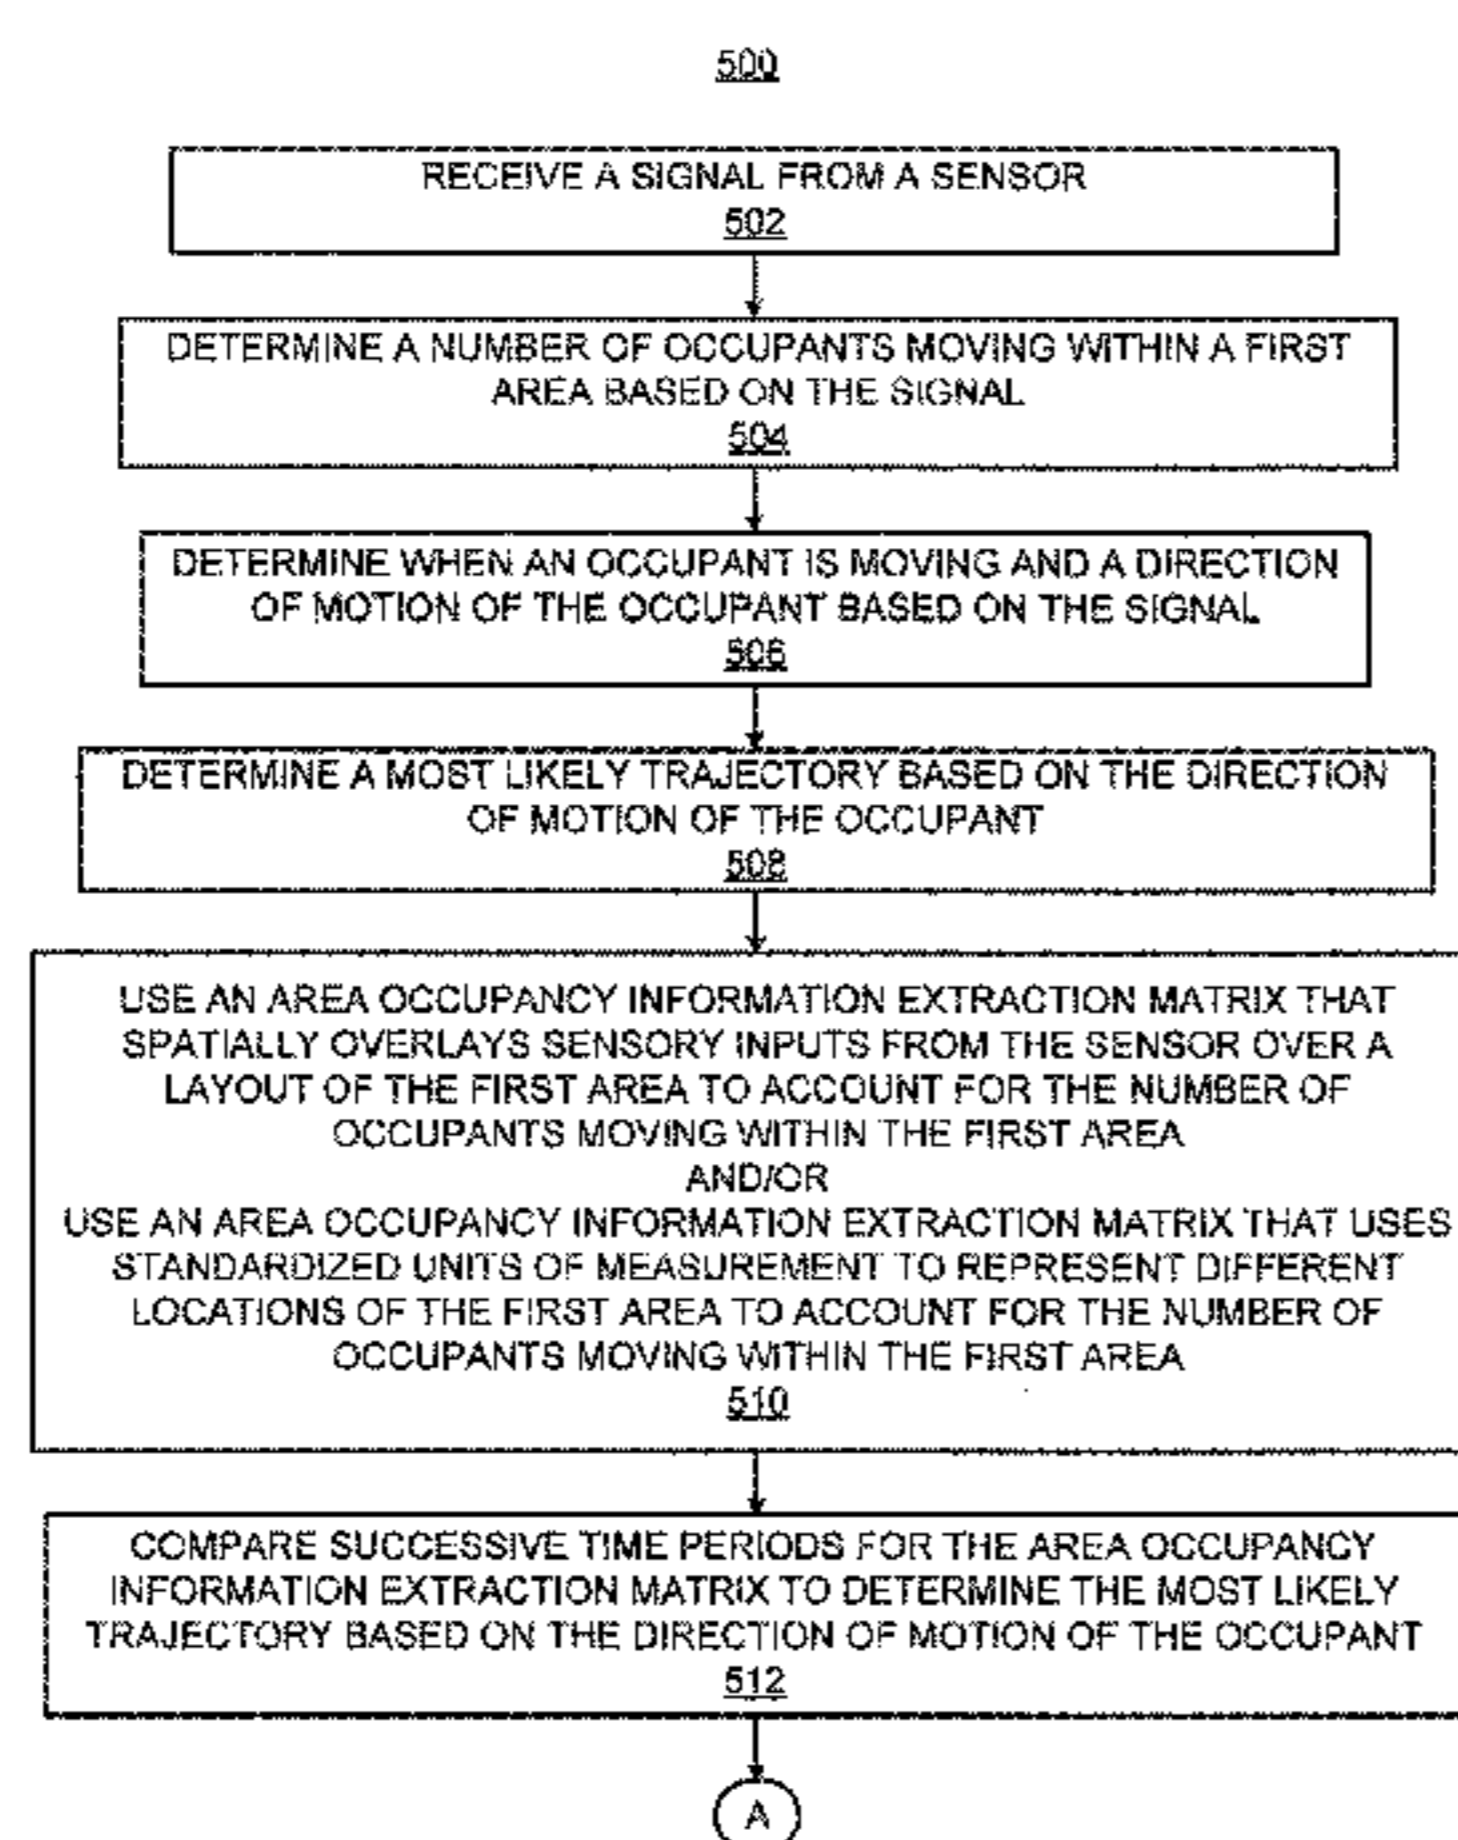 500
RECEIVE A SIGNAL FROM A SENSOR
502
DETERMINE A NUMBER OF OCCUPANTS MOVING WITHIN A FIRST
AREA BASED ON THE SIGNAL
504
DETERMINE WHEN AN OCCUPANT IS MOVING AND A DIRECTION
OF MOTION OF THE OCCUPANT BASED ON THE SIGNAL
506
DETERMINE A MOST LIKELY TRAJECTORY BASED ON THE DIRECTION
OF MOTION OF THE OCCUPANT
508
USE AN AREA OCCUPANCY INFORMATION EXTRACTION MATRIX THAT
SPATIALLY OVERLAYS SENSORY INPUTS FROM THE SENSOR OVER A
LAYOUT OF THE FIRST AREA TO ACCOUNT FOR THE NUMBER OF
OCCUPANTS MOVING WITHIN THE FIRST AREA
AND/OR
USE AN AREA OCCUPANCY INFORMATION EXTRACTION MATRIX THAT USES
STANDARDIZED UNITS OF MEASUREMENT TO REPRESENT DIFFERENT
LOCATIONS OF THE FIRST AREA TO ACCOUNT FOR THE NUMBER OF
OCCUPANTS MOVING WITHIN THE FIRST AREA
510
COMPARE SUCCESSIVE TIME PERIODS FOR THE AREA OCCUPANCY
INFORMATION EXTRACTION MATRIX TO DETERMINE THE MOST LIKELY
TRAJECTORY BASED ON THE DIRECTION OF MOTION OF THE OCCUPANT
512
A